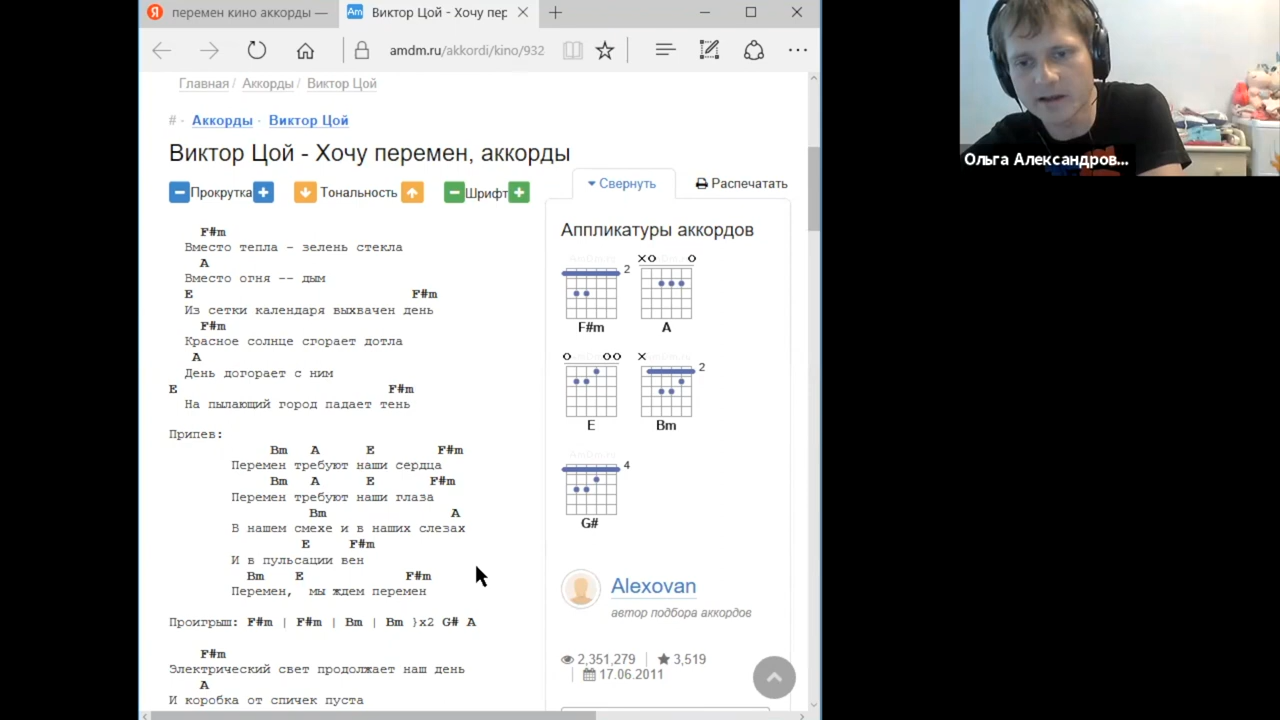 перемен кино аккорды —
Am Виктор Цой - Хочу пер
amdm.ru/akkordi/kino/932
Главная / Аккорды / Виктор Цой
# - Аккорды - Виктор Цой
Виктор Цой - Хочу перемен, аккорды
Прокрутка Тональность Шрифт
Свернуть Распечатать
F#m
Вместо тепла - зелень стекла
A
Вместо огня -- дым
E F#m
Из сетки календаря выхвачен день
F#m
Красное солнце сгорает дотла
A
День догорает с ним
E F#m
На пылающий город падает тень
Припев:
Bm A E F#m
Перемен требуют наши сердца
Bm A E F#m
Перемен требуют наши глаза
Bm A
В нашем смехе и в наших слезах
E F#m
И в пульсации вен
Bm E F#m
Перемен, мы ждем перемен
Проигрыш: F#m | F#m | Bm | Bm }x2 G# A
F#m
Электрический свет продолжает наш день
A
И коробка от спичек пуста
Аппликатуры аккордов
2
F#m A
2
E Bm
4
G#
Alexovan
автор подбора аккордов
2,351,279 | 3,519
| 17.06.2011
Ольга Александров...